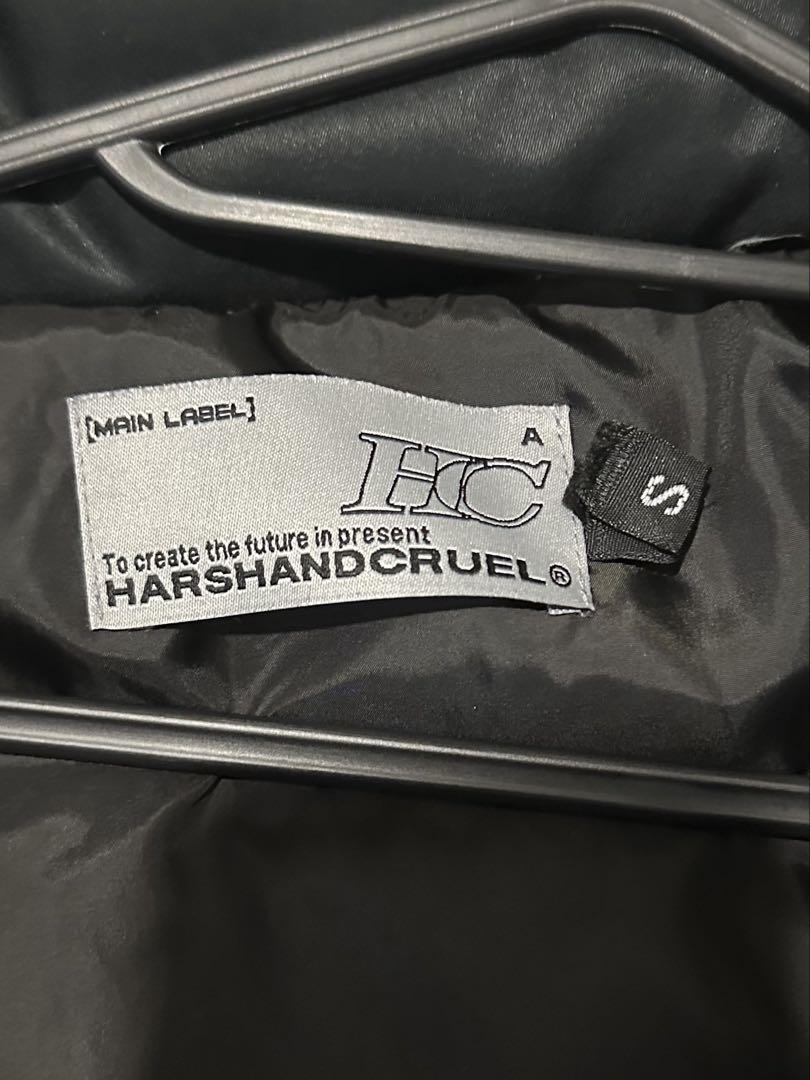 [MAIN LABEL]
A
HC
To create the future in present
HARSHANDCRUEL®
S